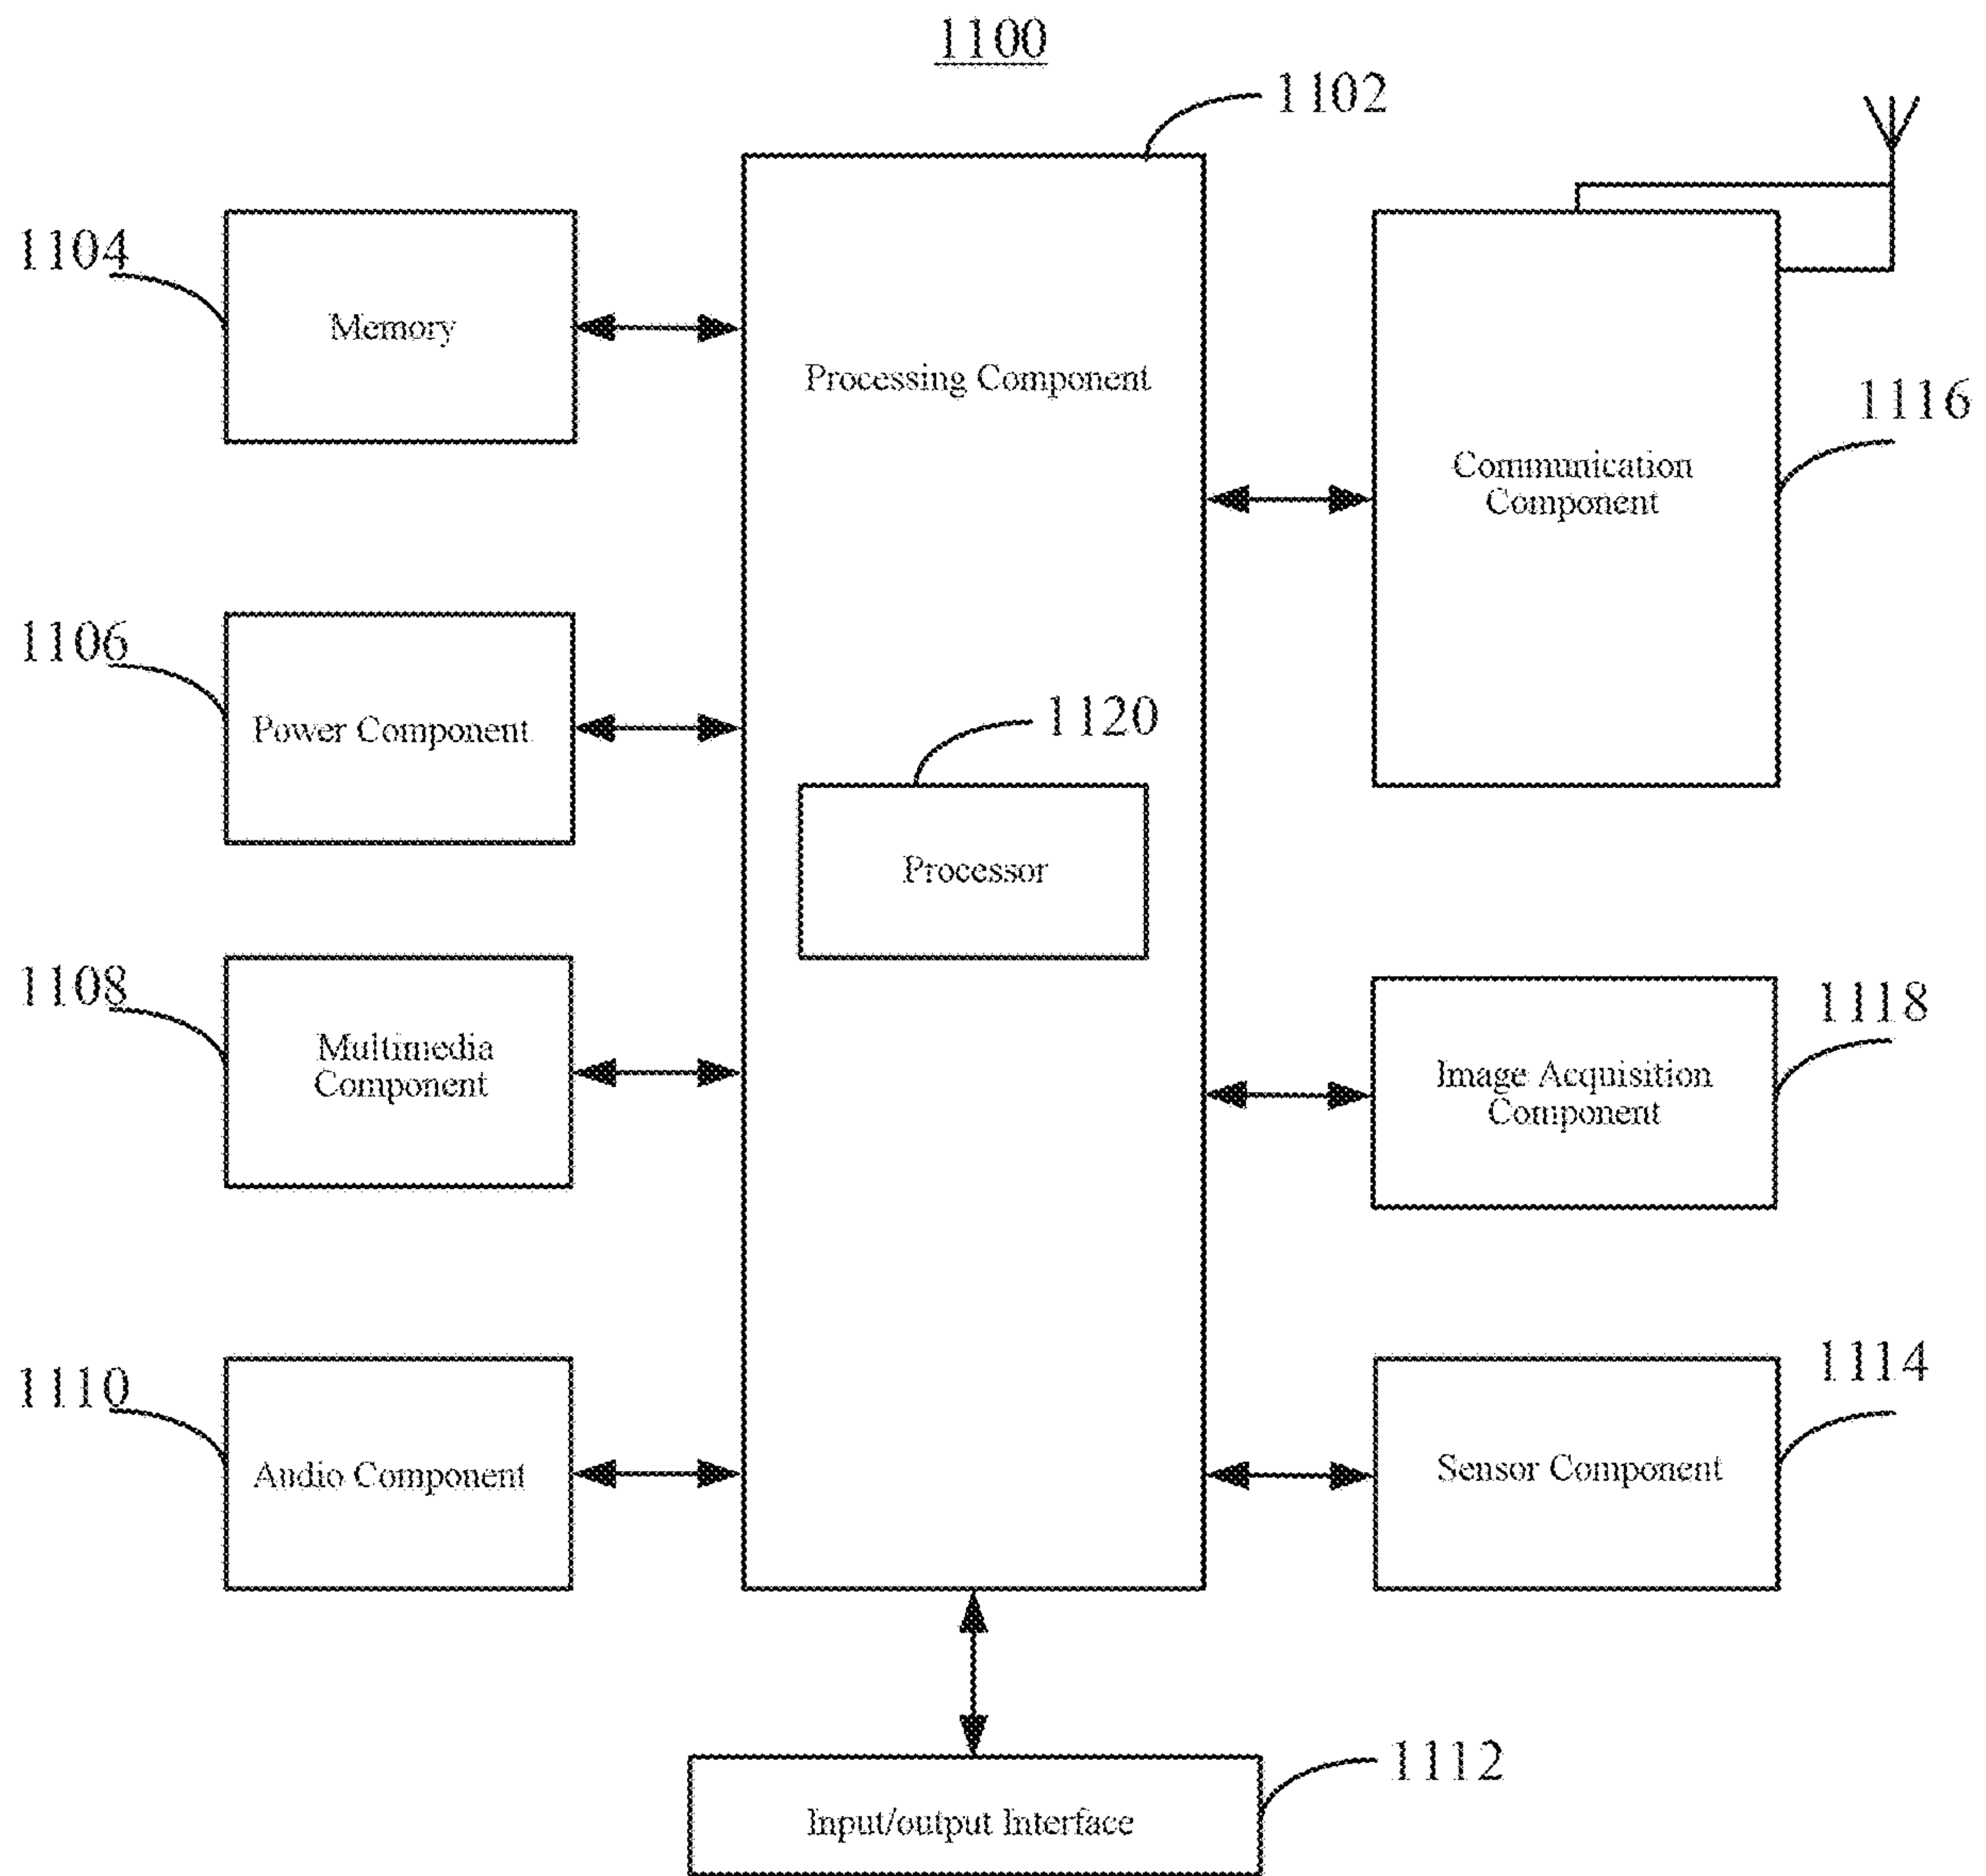 1100
1102
1104
Memory
Processing Component
1116
Communication
Component
1106
Power Component
1120
Processor
1108
Multimedia
Component
1118
Image Acquisition
Component
1110
Audio Component
1114
Sensor Component
1112
Input/output Interface